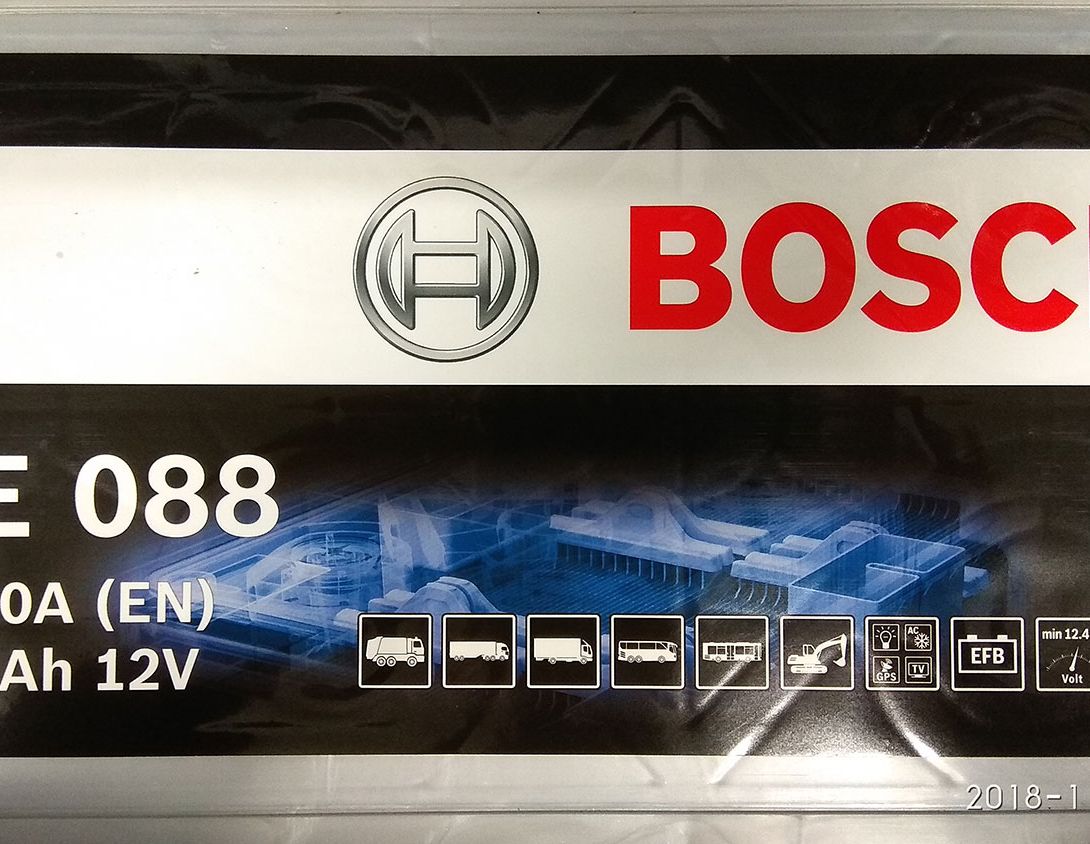 BOSC
E 088
0A (EN)
Ah 12V
AC
GPS
TV
EFB
min 12.4
Volt
2018-1